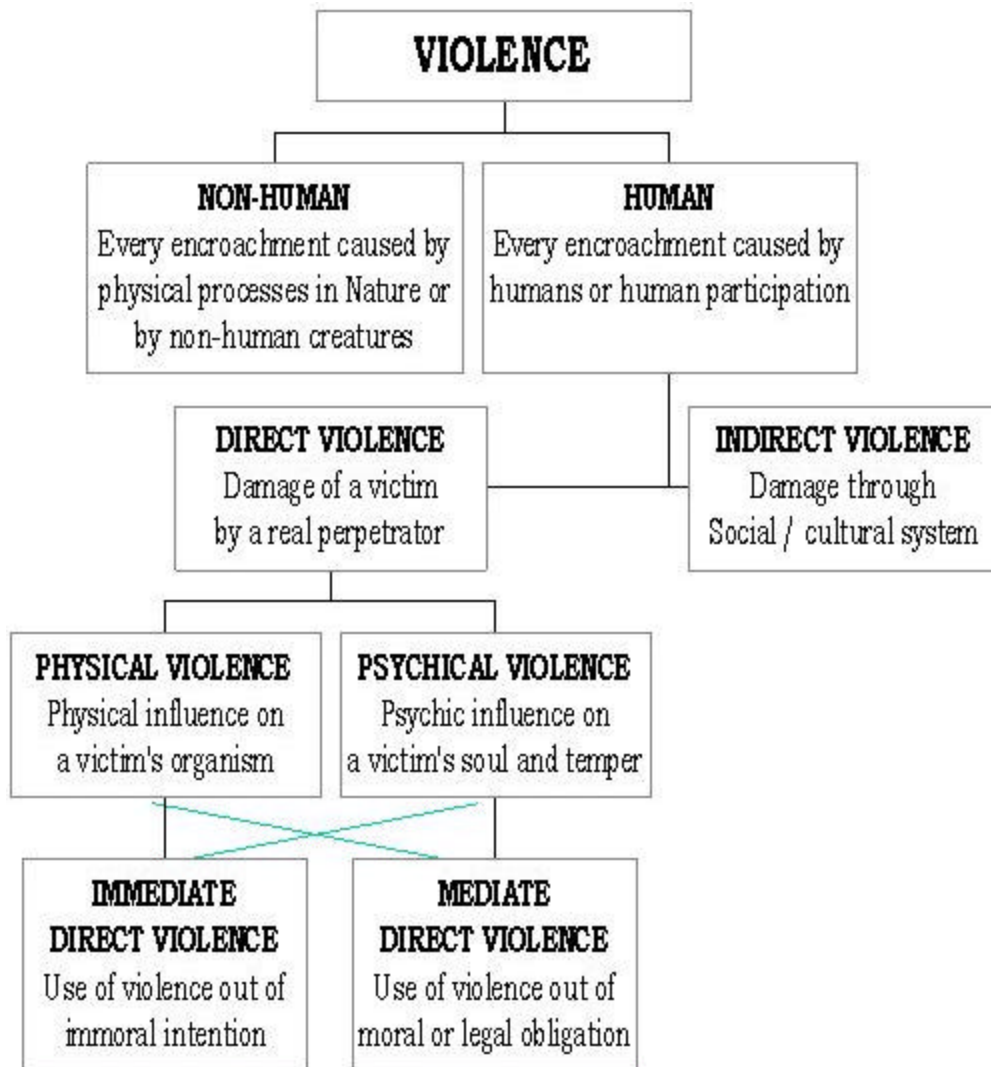 VIOLENCE
NON-HUMAN
Every encroachment caused by
physical processes in Nature or
by non-human creatures
HUMAN
Every encroachment caused by
humans or human participation
DIRECT VIOLENCE
Damage of a victim
by a real perpetrator
INDIRECT VIOLENCE
Damage through
Social / cultural system
PHYSICAL VIOLENCE
Physical influence on
a victim's organism
PSYCHICAL VIOLENCE
Psychic influence on
a victim's soul and temper
IMMEDIATE
DIRECT VIOLENCE
Use of violence out of
immoral intention
MEDIATE
DIRECT VIOLENCE
Use of violence out of
moral or legal obligation